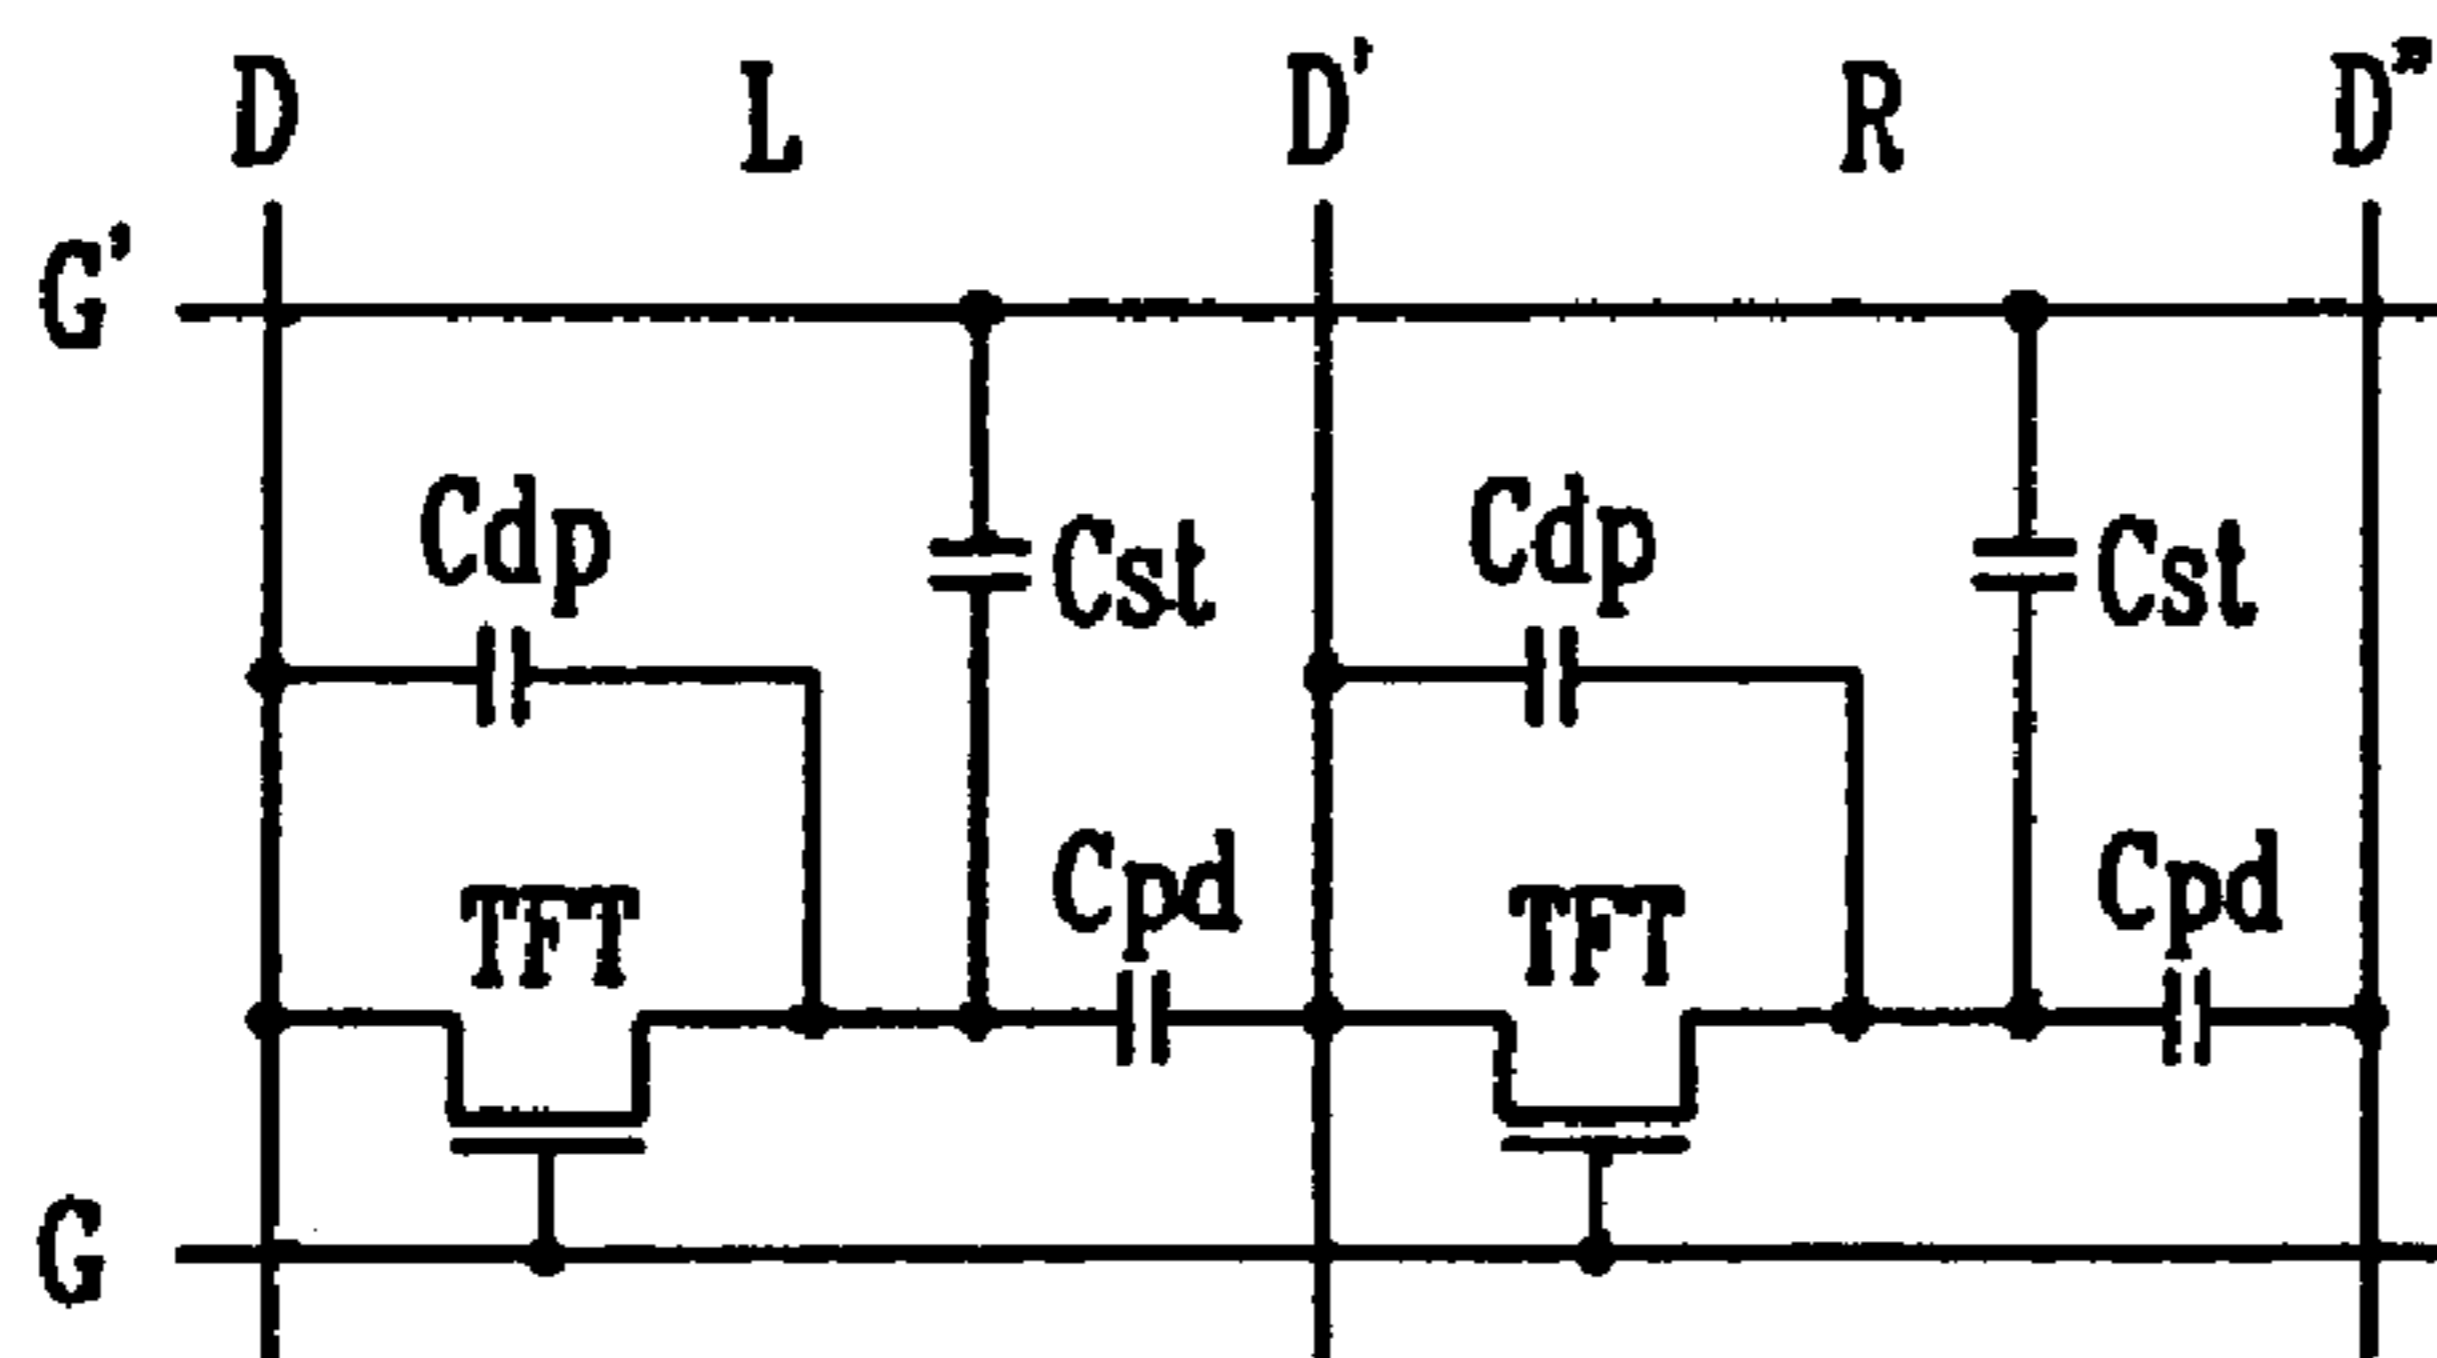 D L D' R D"
G'
Cdp Cst Cdp Cst
TFT Cpd TFT Cpd
G